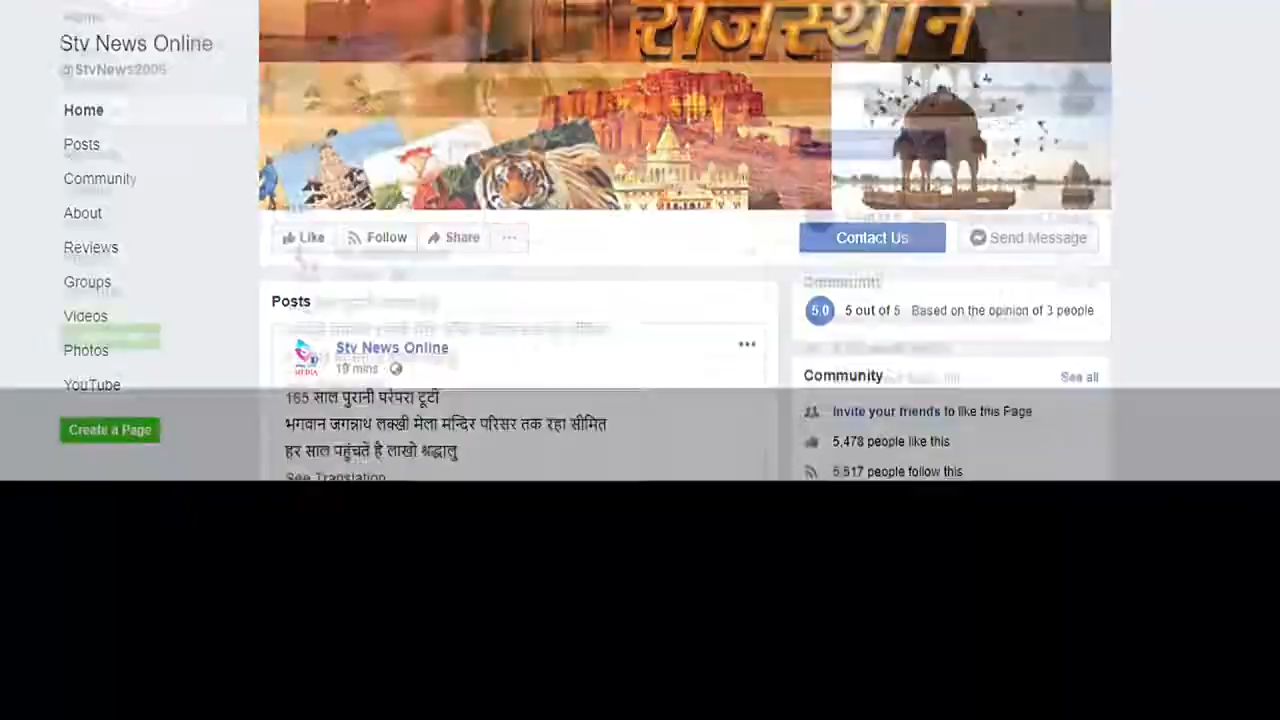 राजस्थान
Home
Stv News Online
@StvNews2005
Home
Posts
Community
About
Reviews
Groups
Videos
Photos
YouTube
Create a Page
Like
Follow
Share
Contact Us
Send Message
Posts
Stv News Online
19 mins
165 साल पुरानी परंपरा टूटी
भगवान जगन्नाथ लक्खी मेला मन्दिर परिसर तक रहा सीमित
हर साल पहुंचतें है लाखो श्रद्धालु
See Translation
Community
5.0 5 out of 5 Based on the opinion of 3 people
Community See all
Invite your friends to like this Page
5,478 people like this
5,517 people follow this